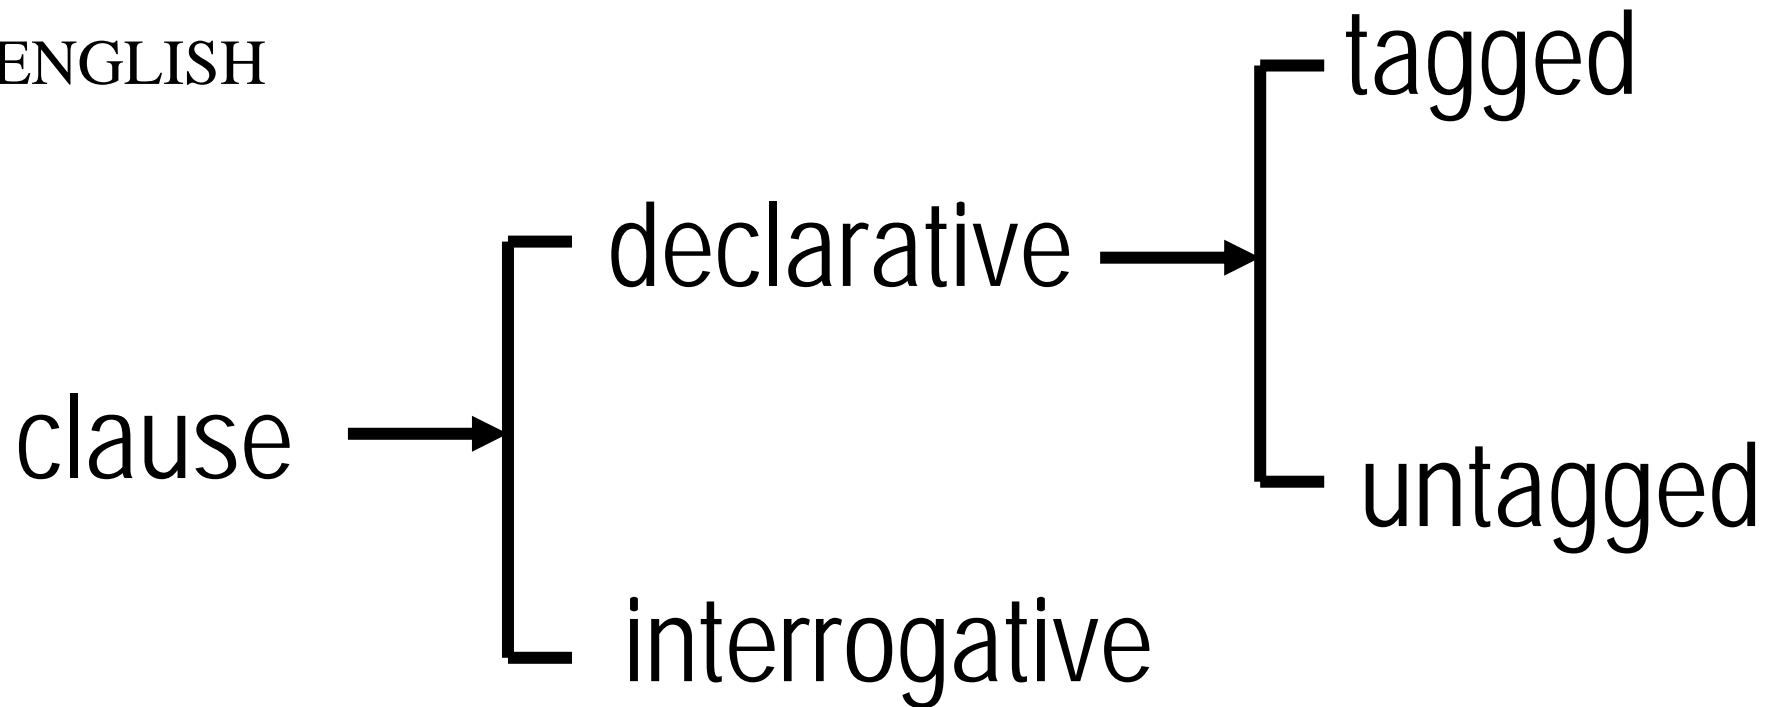 ENGLISH
tagged
declarative
clause
untagged
interrogative